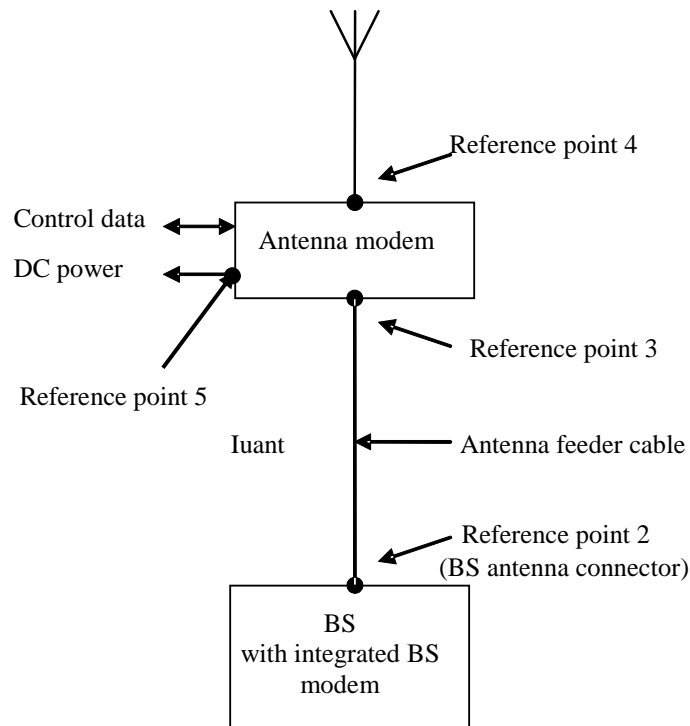 Reference point 4
Control data
Antenna modem
DC power
Reference point 3
Reference point 5
Iuant
Antenna feeder cable
Reference point 2
(BS antenna connector)
BS
with integrated BS
modem